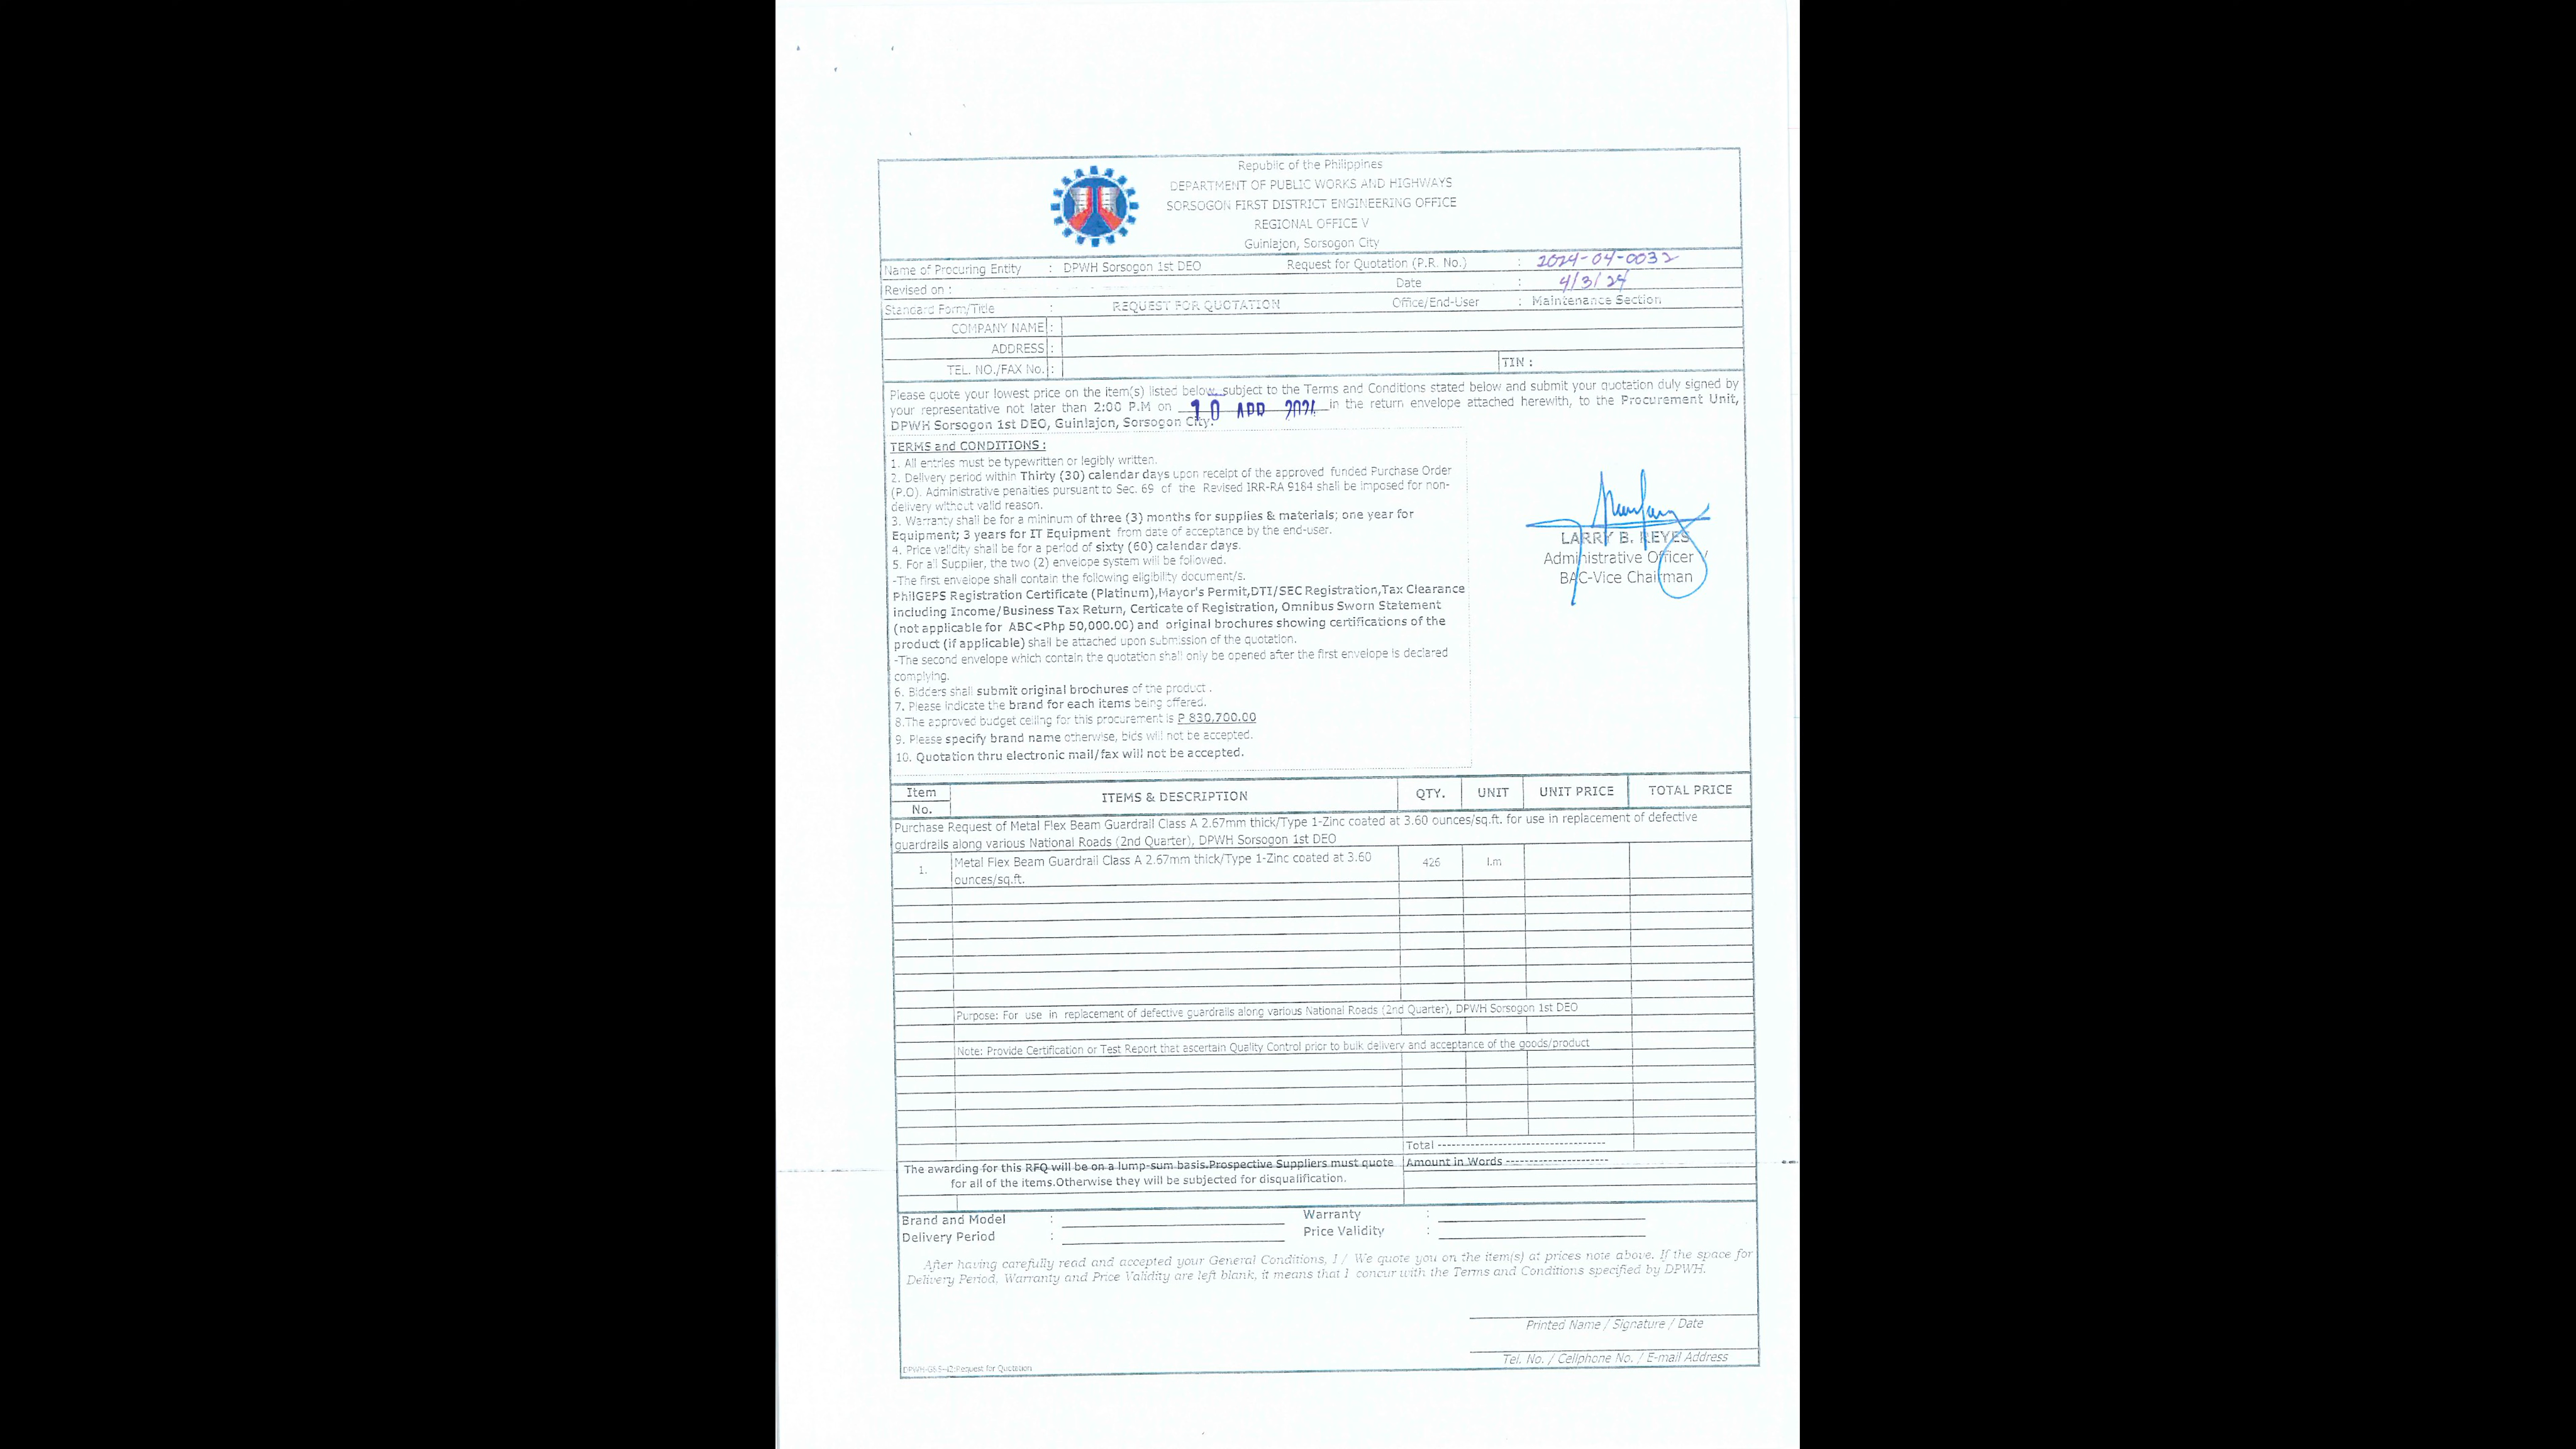 Republic of the Philippines
DEPARTMENT OF PUBLIC WORKS AND HIGHWAYS
SORSOGON FIRST DISTRICT ENGINEERING OFFICE
REGIONAL OFFICE V
Guinlajon, Sorsogon City
Name of Procuring Entity : DPWH Sorsogon 1st DEO Request for Quotation (P.R. No.) : 2024-04-0032
Revised on : Date : 4/3/24
Standard Form/Title : REQUEST FOR QUOTATION Office/End-User : Maintenance Section
COMPANY NAME :
ADDRESS :
TEL. NO./FAX No. : TIN :
Please quote your lowest price on the item(s) listed below, subject to the Terms and Conditions stated below and submit your quotation duly signed by
your representative not later than 2:00 P.M on 10 APR 2024 in the return envelope attached herewith, to the Procurement Unit,
DPWH Sorsogon 1st DEO, Guinlajon, Sorsogon City.
TERMS and CONDITIONS :
1. All entries must be typewritten or legibly written.
2. Delivery period within Thirty (30) calendar days upon receipt of the approved funded Purchase Order
(P.O). Administrative penalties pursuant to Sec. 69 of the Revised IRR-RA 9184 shall be imposed for non-
delivery without valid reason.
3. Warranty shall be for a mininum of three (3) months for supplies & materials; one year for
Equipment; 3 years for IT Equipment from date of acceptance by the end-user.
4. Price validity shall be for a period of sixty (60) calendar days.
5. For all Supplier, the two (2) envelope system will be followed.
-The first envelope shall contain the following eligibility document/s.
PhilGEPS Registration Certificate (Platinum),Mayor's Permit,DTI/SEC Registration,Tax Clearance
including Income/Business Tax Return, Certicate of Registration, Omnibus Sworn Statement
(not applicable for ABC<Php 50,000.00) and original brochures showing certifications of the
product (if applicable) shall be attached upon submission of the quotation.
-The second envelope which contain the quotation shall only be opened after the first envelope is declared
complying.
6. Bidders shall submit original brochures of the product .
7. Please indicate the brand for each items being offered.
8.The approved budget ceiling for this procurement is P 830,700.00
9. Please specify brand name otherwise, bids will not be accepted.
10. Quotation thru electronic mail/fax will not be accepted.
LARRY B. REYES
Administrative Officer V
BAC-Vice Chairman
Item No. ITEMS & DESCRIPTION QTY. UNIT UNIT PRICE TOTAL PRICE
Purchase Request of Metal Flex Beam Guardrail Class A 2.67mm thick/Type 1-Zinc coated at 3.60 ounces/sq.ft. for use in replacement of defective
guardrails along various National Roads (2nd Quarter), DPWH Sorsogon 1st DEO
1. Metal Flex Beam Guardrail Class A 2.67mm thick/Type 1-Zinc coated at 3.60 426 l.m
ounces/sq.ft.
Purpose: For use in replacement of defective guardrails along various National Roads (2nd Quarter), DPWH Sorsogon 1st DEO
Note: Provide Certification or Test Report that ascertain Quality Control prior to bulk delivery and acceptance of the goods/product
Total -----------------------------------
The awarding for this RFQ will be on a lump-sum basis.Prospective Suppliers must quote Amount in Words ---------------------
for all of the items.Otherwise they will be subjected for disqualification.
Brand and Model : Warranty :
Delivery Period : Price Validity :
After having carefully read and accepted your General Conditions, I / We quote you on the item(s) at prices note above. If the space for
Delivery Period, Warranty and Price Validity are left blank, it means that I concur with the Terms and Conditions specified by DPWH.
Printed Name / Signature / Date
Tel. No. / Cellphone No. / E-mail Address
Request for Quotation